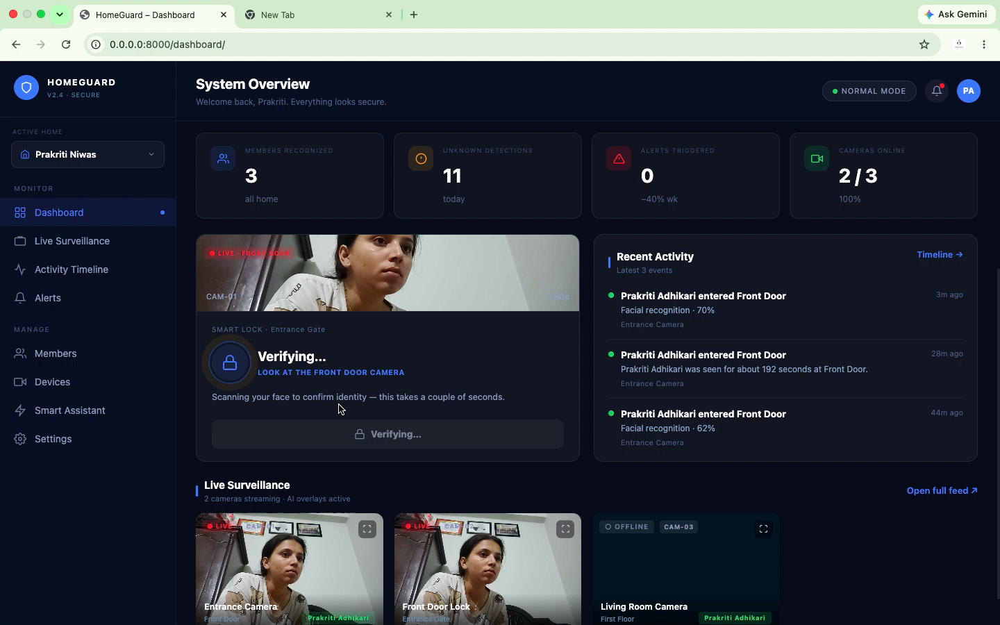 HomeGuard – Dashboard
New Tab
Ask Gemini
0.0.0.0:8000/dashboard/
HOMEGUARD
V2.4 · SECURE
ACTIVE HOME
Prakriti Niwas
MONITOR
Dashboard
Live Surveillance
Activity Timeline
Alerts
MANAGE
Members
Devices
Smart Assistant
Settings
System Overview
Welcome back, Prakriti. Everything looks secure.
NORMAL MODE
PA
MEMBERS RECOGNIZED
3
all home
UNKNOWN DETECTIONS
11
today
ALERTS TRIGGERED
0
−40% wk
CAMERAS ONLINE
2 / 3
100%
LIVE · FRONT DOOR
CAM-01
SMART LOCK · Entrance Gate
Verifying...
LOOK AT THE FRONT DOOR CAMERA
Scanning your face to confirm identity — this takes a couple of seconds.
Verifying...
Recent Activity
Latest 3 events
Timeline →
Prakriti Adhikari entered Front Door
3m ago
Facial recognition · 70%
Entrance Camera
Prakriti Adhikari entered Front Door
28m ago
Prakriti Adhikari was seen for about 192 seconds at Front Door.
Entrance Camera
Prakriti Adhikari entered Front Door
44m ago
Facial recognition · 62%
Entrance Camera
Live Surveillance
2 cameras streaming · AI overlays active
Open full feed ↗
LIVE CAM-01
Entrance Camera
Front Door
Prakriti Adhikari
LIVE CAM-02
Front Door Lock
Entrance Gate
OFFLINE CAM-03
Living Room Camera
First Floor
Prakriti Adhikari